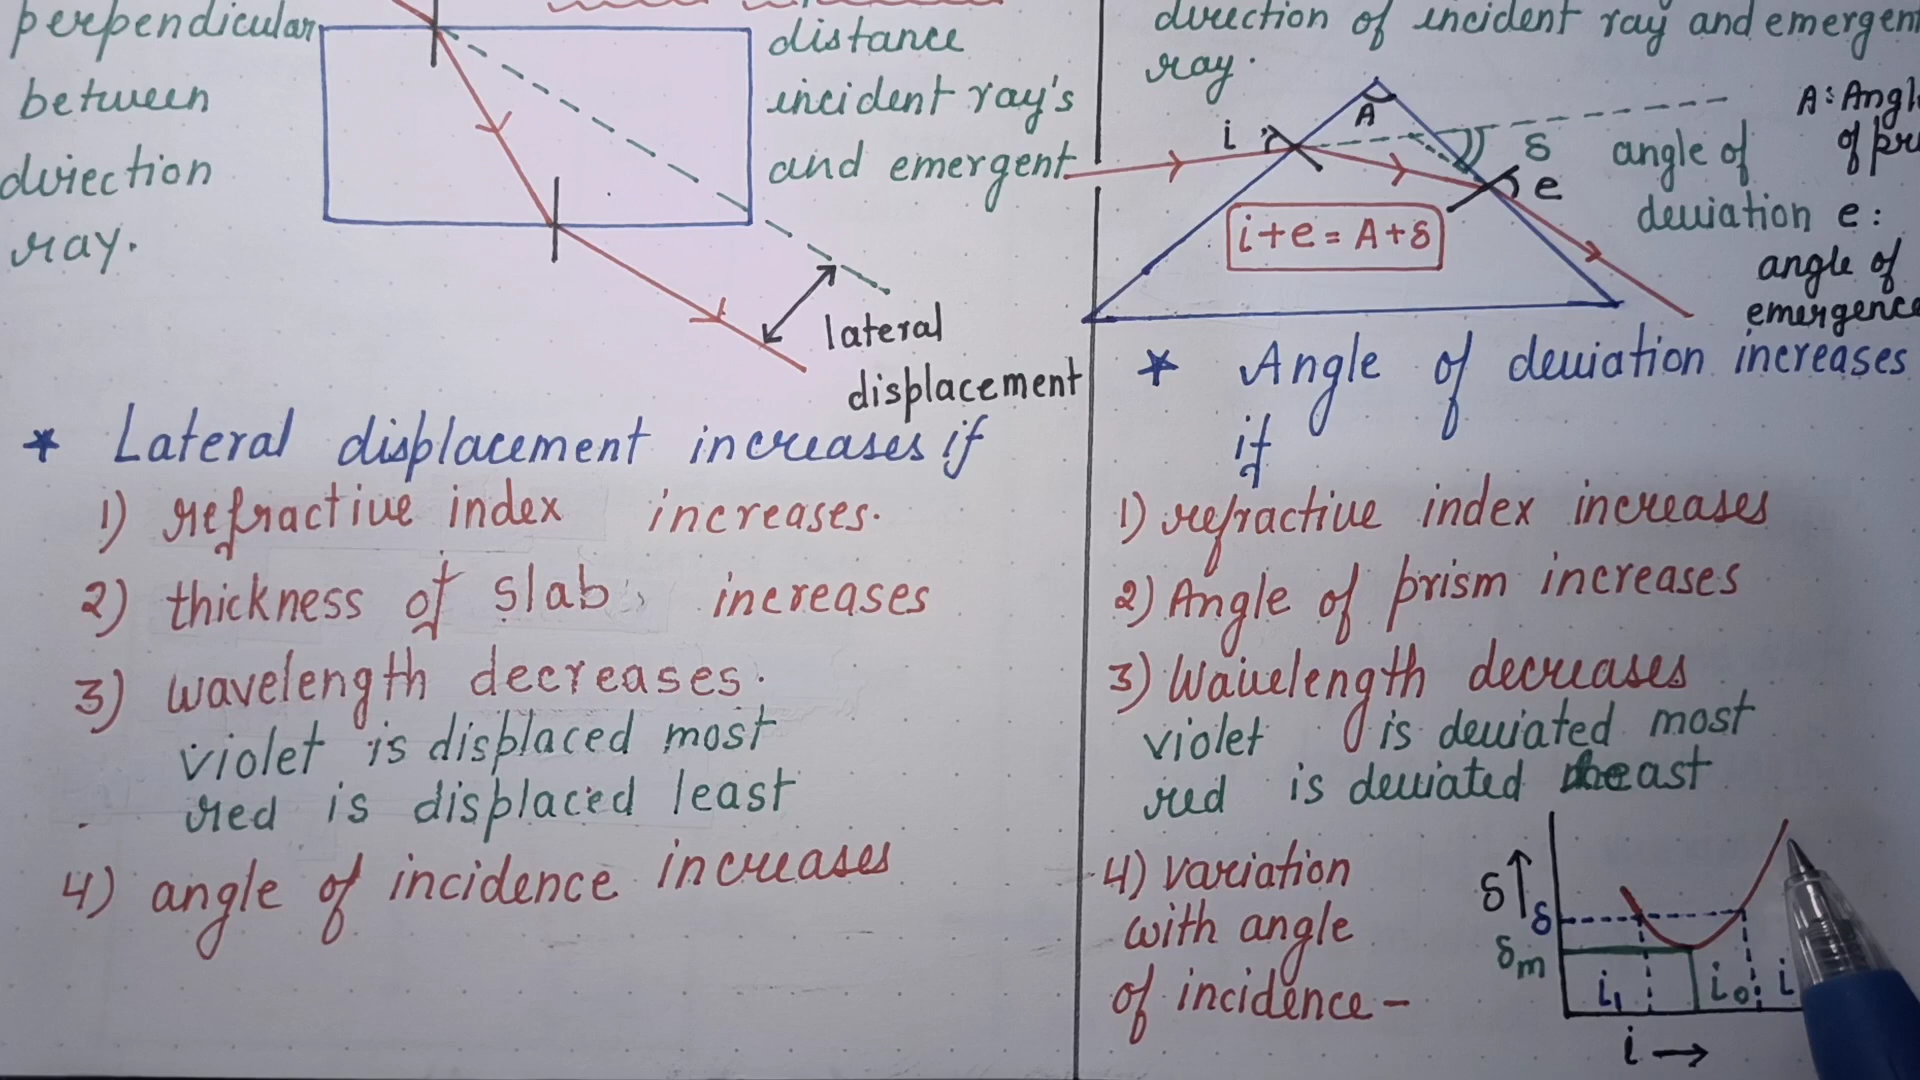 perpendicular distance
between incident ray's
direction and emergent
ray.
lateral
displacement
* Lateral displacement increases if
1) refractive index increases.
2) thickness of slab increases
3) wavelength decreases.
violet is displaced most
red is displaced least
4) angle of incidence increases
direction of incident ray and emergent
ray.
A
i
δ
e
i+e = A+δ
A: Angle
of
angle of
deviation e:
angle of
emergence
* Angle of deviation increases
if
1) refractive index increases
2) Angle of prism increases
3) Wavelength decreases
violet is deviated most
red is deviated least
4) variation
with angle
of incidence -
δ↑
δ
δm
i₁ i₀ i
i →